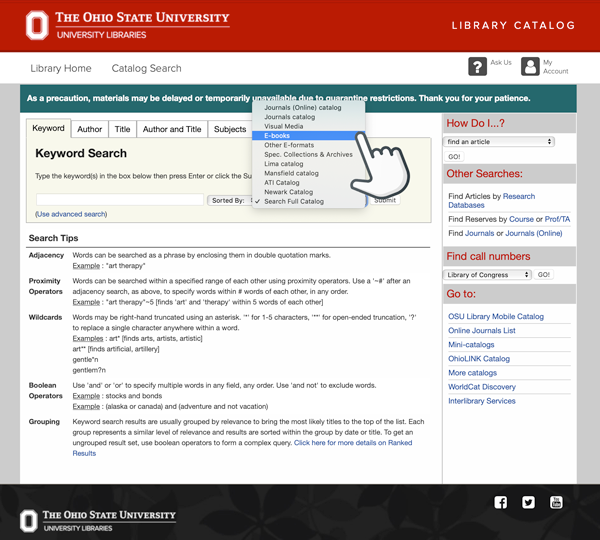 THE OHIO STATE UNIVERSITY
UNIVERSITY LIBRARIES
LIBRARY CATALOG
Library Home
Catalog Search
Ask Us
My Account
As a precaution, materials may be delayed or temporarily unavailable due to quarantine restrictions. Thank you for your patience.
Keyword
Author
Title
Author and Title
Subjects
Journals (Online) catalog
Journals catalog
Visual Media
E-books
Other E-formats
Spec. Collections & Archives
Lima catalog
Mansfield catalog
ATI Catalog
Newark Catalog
✓ Search Full Catalog
Keyword Search
Type the keyword(s) in the box below then press Enter or click the Su
Sorted By:
Submit
(Use advanced search)
Search Tips
Adjacency
Words can be searched as a phrase by enclosing them in double quotation marks.
Example : "art therapy"
Proximity Operators
Words can be searched within a specified range of each other using proximity operators. Use a '~#' after an
adjacency search, as above, to specify words within # words of each other, in any order.
Example : "art therapy"~5 [finds 'art' and 'therapy' within 5 words of each other]
Wildcards
Words may be right-hand truncated using an asterisk. '*' for 1-5 characters, '**' for open-ended truncation, '?'
to replace a single character anywhere within a word.
Examples : art* [finds arts, artists, artistic]
art** [finds artificial, artillery]
gentle*n
gentlem?n
Boolean Operators
Use 'and' or 'or' to specify multiple words in any field, any order. Use 'and not' to exclude words.
Example : stocks and bonds
Example : (alaska or canada) and (adventure and not vacation)
Grouping
Keyword search results are usually grouped by relevance to bring the most likely titles to the top of the list. Each
group represents a similar level of relevance and results are sorted within the group by date or title. To get an
ungrouped set, use boolean operators to form a complex query. Click here for more details on Ranked
Results
How Do I...?
find an article
GO!
Other Searches:
Find Articles by Research
Databases
Find Reserves by Course or Prof/TA
Find Journals or Journals (Online)
Find call numbers
Library of Congress
GO!
Go to:
OSU Library Mobile Catalog
Online Journals List
Mini-catalogs
OhioLINK Catalog
More catalogs
WorldCat Discovery
Interlibrary Services
THE OHIO STATE UNIVERSITY
UNIVERSITY LIBRARIES
You
Tube